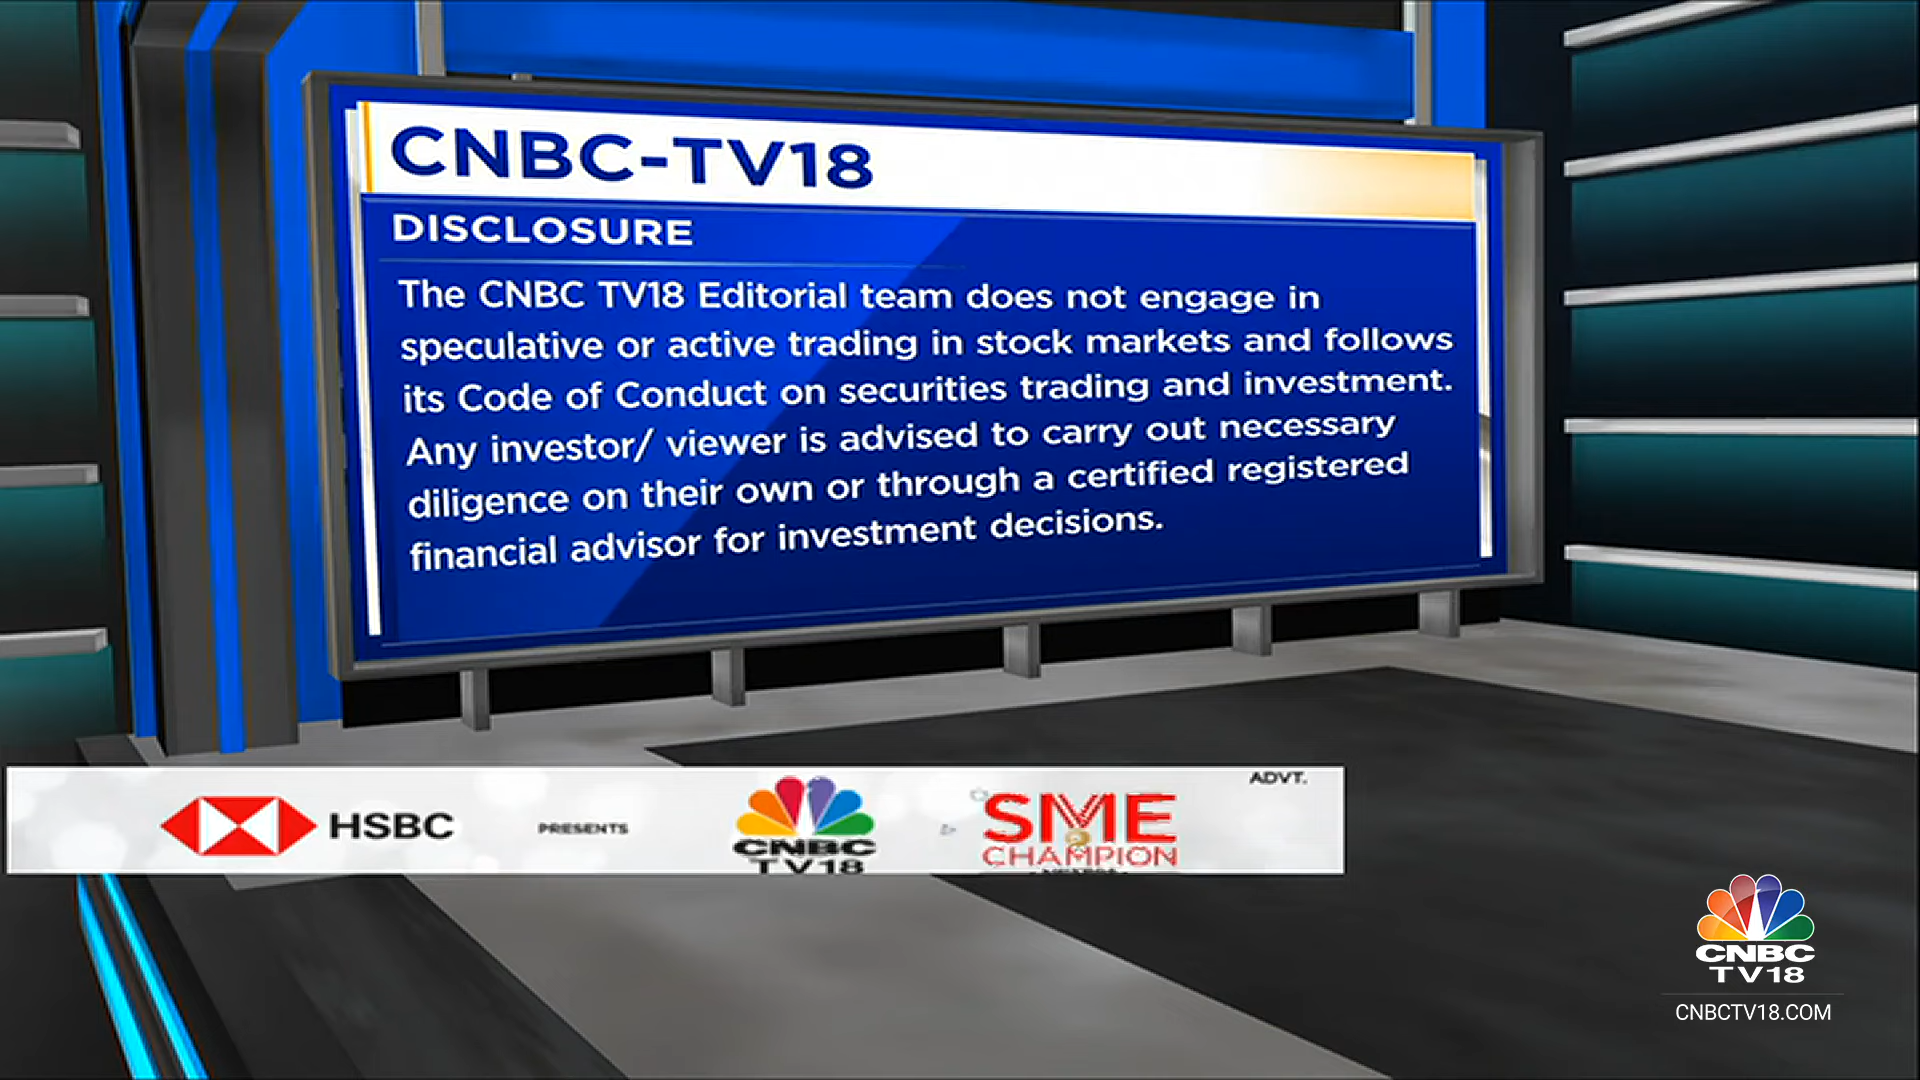 CNBC-TV18
DISCLOSURE
The CNBC TV18 Editorial team does not engage in
speculative or active trading in stock markets and follows
its Code of Conduct on securities trading and investment.
Any investor/ viewer is advised to carry out necessary
diligence on their own or through a certified registered
financial advisor for investment decisions.
ADVT.
HSBC
PRESENTS
CNBC
TV18
SME
CHAMPION
CNBC
TV18
CNBCTV18.COM